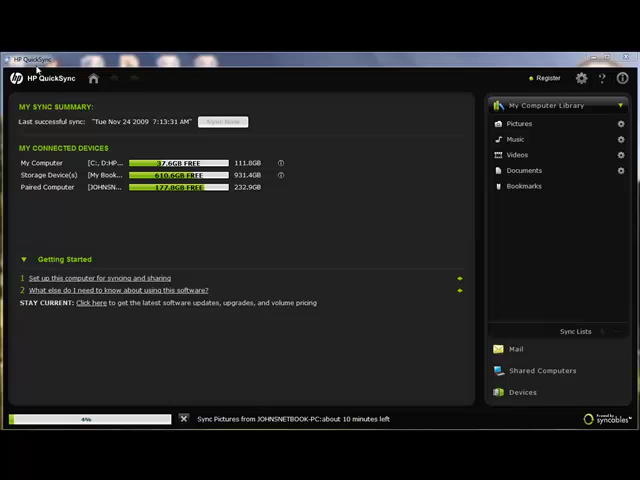 HP QuickSync
hp HP QuickSync
Register
?
MY SYNC SUMMARY:
Last successful sync: "Tue Nov 24 2009 7:13:31 AM"
Sync Now
MY CONNECTED DEVICES
My Computer [C:, D:HP... 37.6GB FREE 111.8GB
Storage Device(s) [My Book... 610.6GB FREE 931.4GB
Paired Computer [JOHNSN... 177.8GB FREE 232.9GB
Getting Started
1 Set up this computer for syncing and sharing
2 What else do I need to know about using this software?
STAY CURRENT: Click here to get the latest software updates, upgrades, and volume pricing
My Computer Library
Pictures
Music
Videos
Documents
Bookmarks
Sync Lists
Mail
Shared Computers
Devices
4%
Sync Pictures from JOHNSNETBOOK-PC:about 10 minutes left
Powered by
syncables